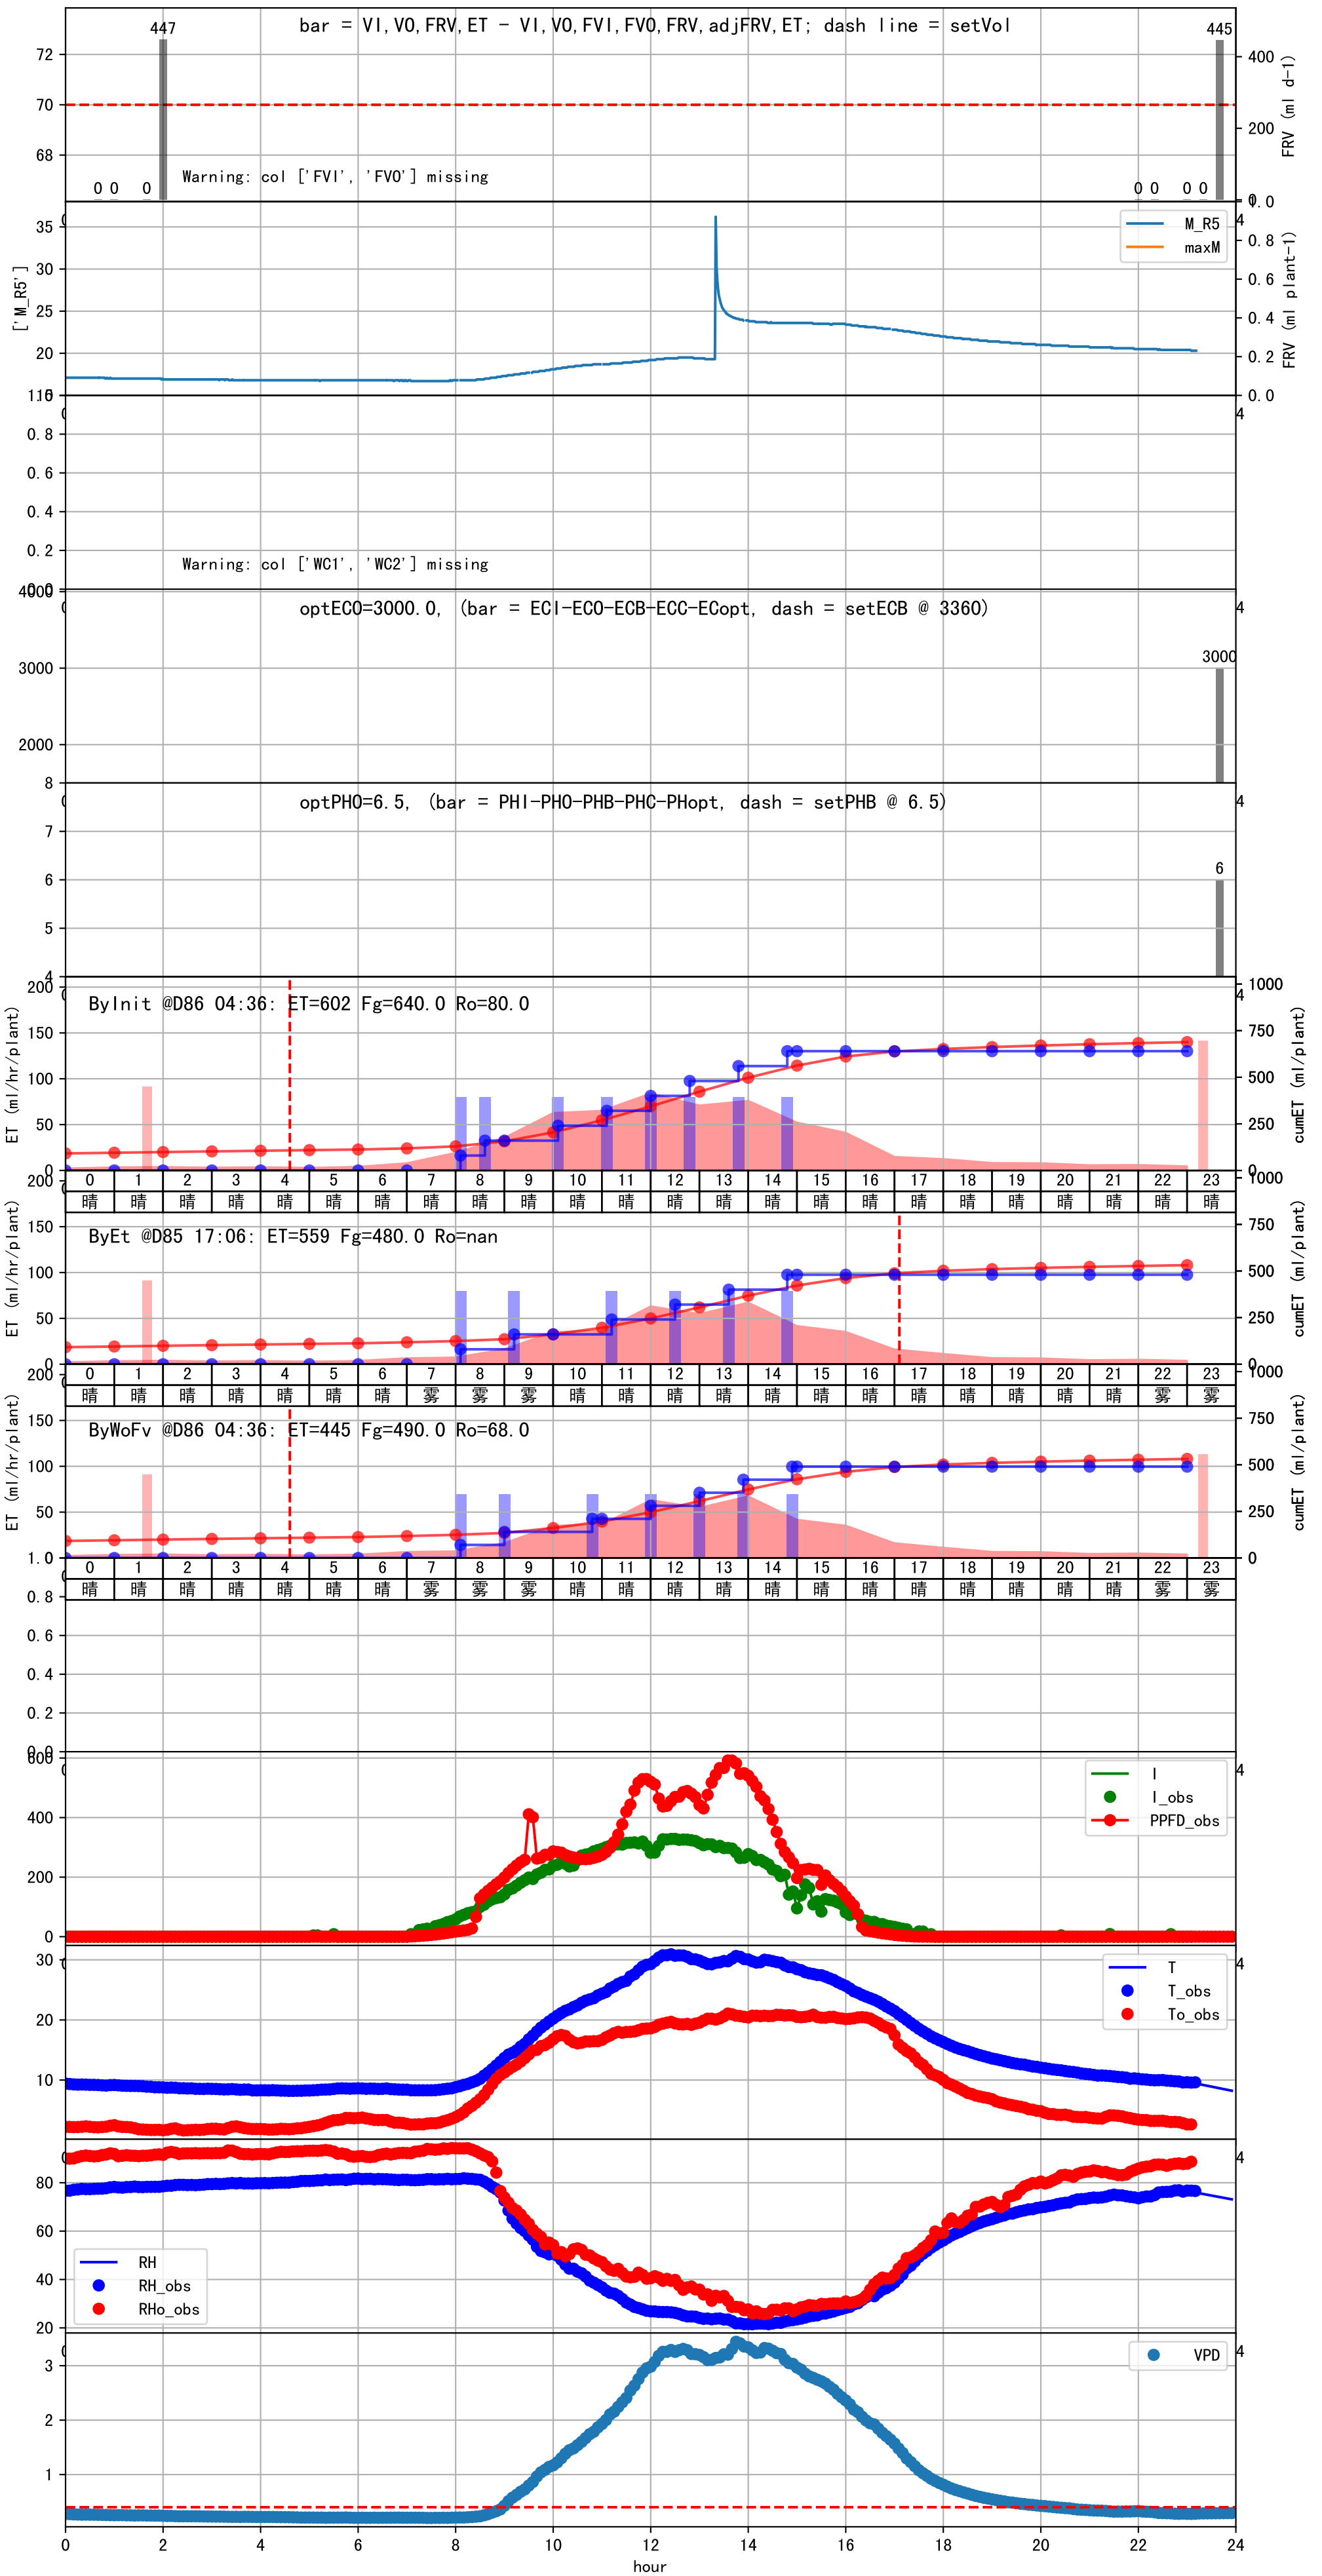 bar = VI,VO,FRV,ET - VI,VO,FVI,FVO,FRV,adjFRV,ET; dash line = setVol
447
445
72
70
68
400
200
0
FRV (ml d-1)
0 0 0
0 0 0 0
Warning: col ['FVI', 'FVO'] missing
['M_R5']
35
30
25
20
M_R5
maxM
1.0
0.8
0.6
0.4
0.2
0.0
FRV (ml plant-1)
0.8
0.6
0.4
0.2
0.0
Warning: col ['WC1', 'WC2'] missing
optECO=3000.0, (bar = ECI-ECO-ECB-ECC-ECopt, dash = setECB @ 3360)
4000
3000
2000
3000
optPHO=6.5, (bar = PHI-PHO-PHB-PHC-PHopt, dash = setPHB @ 6.5)
8
7
6
5
4
6
ByInit @D86 04:36: ET=602 Fg=640.0 Ro=80.0
ET (ml/hr/plant)
200
150
100
50
0
1000
750
500
250
0
cumET (ml/plant)
0 1 2 3 4 5 6 7 8 9 10 11 12 13 14 15 16 17 18 19 20 21 22 23
晴 晴 晴 晴 晴 晴 晴 晴 晴 晴 晴 晴 晴 晴 晴 晴 晴 晴 晴 晴 晴 晴 晴 晴
ByEt @D85 17:06: ET=559 Fg=480.0 Ro=nan
ET (ml/hr/plant)
200
150
100
50
0
1000
750
500
250
0
cumET (ml/plant)
0 1 2 3 4 5 6 7 8 9 10 11 12 13 14 15 16 17 18 19 20 21 22 23
晴 晴 晴 晴 晴 晴 晴 雾 雾 雾 晴 晴 晴 晴 晴 晴 晴 晴 晴 晴 晴 晴 雾 雾
ByWoFv @D86 04:36: ET=445 Fg=490.0 Ro=68.0
ET (ml/hr/plant)
200
150
100
50
1000
750
500
250
0
cumET (ml/plant)
0 1 2 3 4 5 6 7 8 9 10 11 12 13 14 15 16 17 18 19 20 21 22 23
晴 晴 晴 晴 晴 晴 晴 雾 雾 雾 晴 晴 晴 晴 晴 晴 晴 晴 晴 晴 晴 晴 雾 雾
1.0
0.8
0.6
0.4
0.2
0.0
600
400
200
0
I
I_obs
PPFD_obs
30
20
10
T
T_obs
To_obs
80
60
40
20
RH
RH_obs
RHo_obs
3
2
1
VPD
0 2 4 6 8 10 12 14 16 18 20 22 24
hour